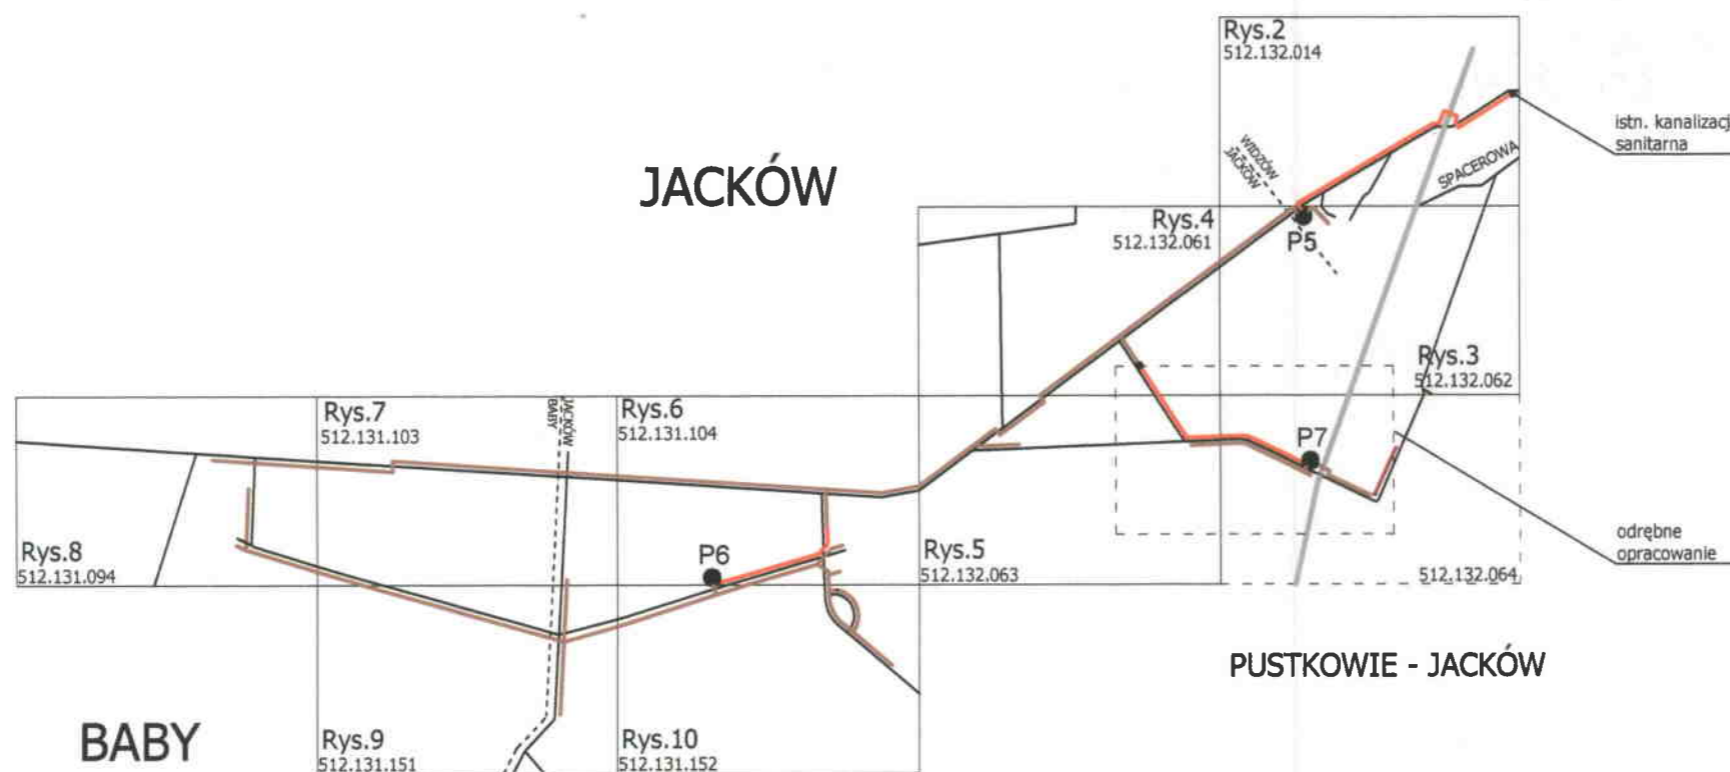 Rys.2
512.132.014
istn. kanalizacj
sanitarna
WIDZÓW
JACKÓW
SPACEROWA
JACKÓW
Rys.4
512.132.061
P5
Rys.3
512.132.062
Rys.7
512.131.103
JACKÓW
BABY
Rys.6
512.131.104
P7
Rys.8
512.131.094
P6
Rys.5
512.132.063
512.132.064
odrębne
opracowanie
PUSTKOWIE - JACKÓW
BABY
Rys.9
512.131.151
Rys.10
512.131.152